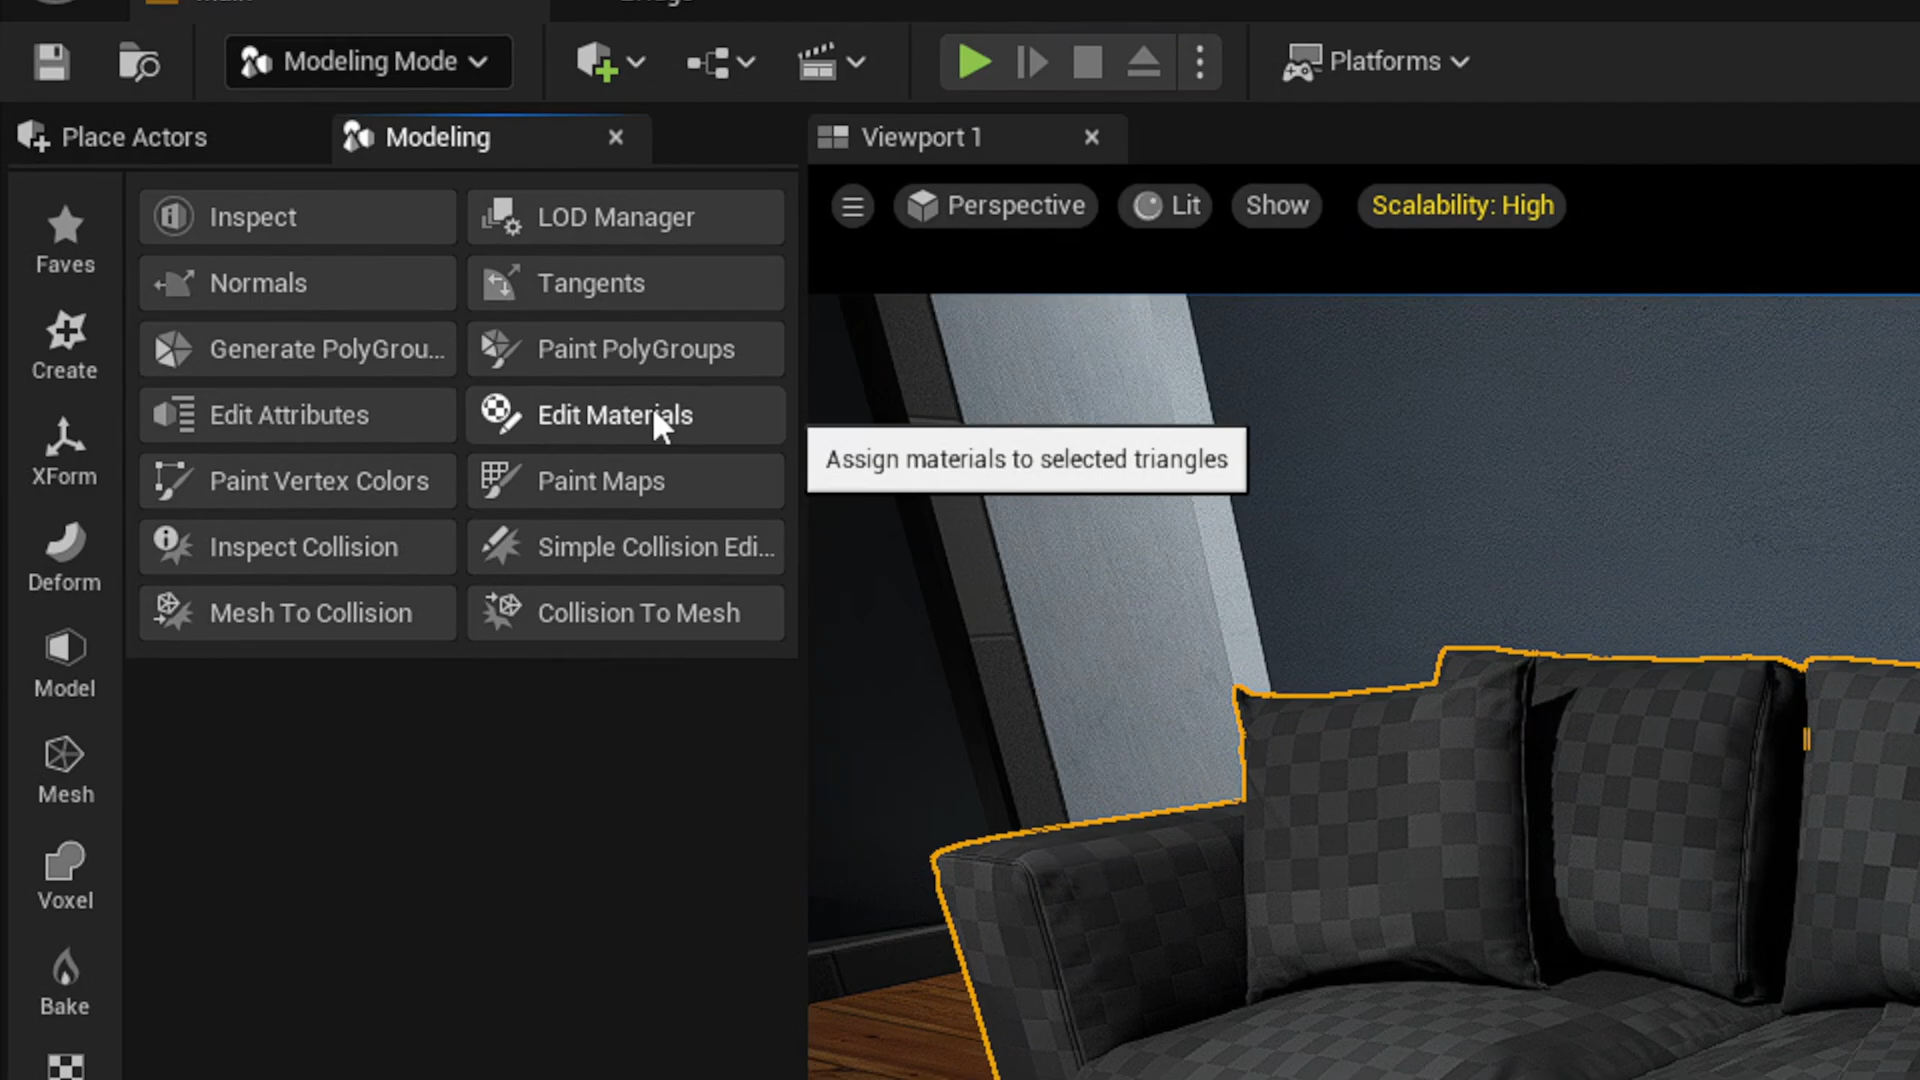 Modeling Mode
Platforms
Place Actors
Modeling
Viewport 1
Perspective
Lit
Show
Scalability: High
Faves
Create
XForm
Deform
Model
Mesh
Voxel
Bake
Inspect
LOD Manager
Normals
Tangents
Generate PolyGrou...
Paint PolyGroups
Edit Attributes
Edit Materials
Paint Vertex Colors
Paint Maps
Inspect Collision
Simple Collision Edi...
Mesh To Collision
Collision To Mesh
Assign materials to selected triangles